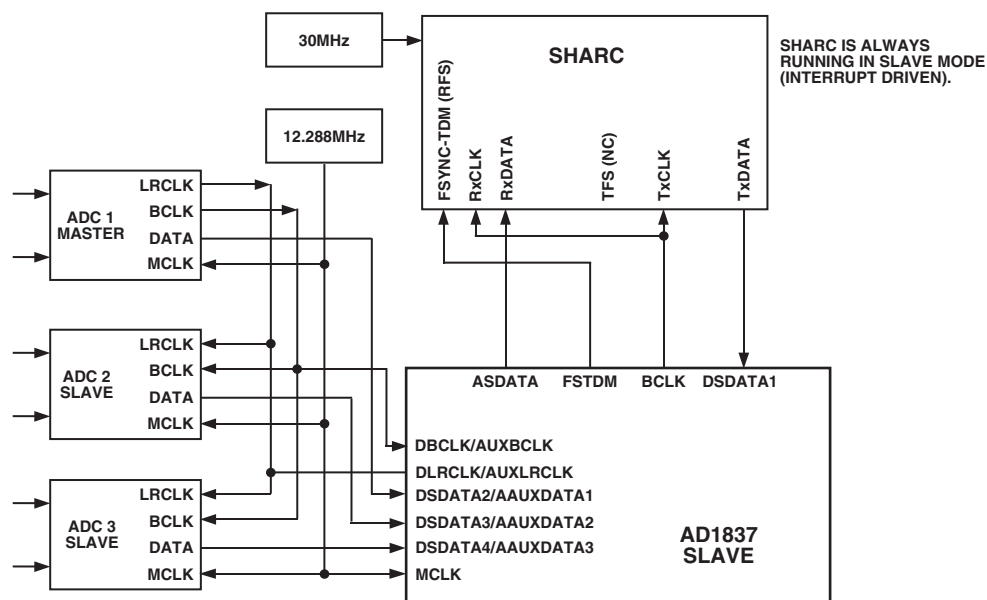 30MHz
SHARC
SHARC IS ALWAYS
RUNNING IN SLAVE MODE
(INTERRUPT DRIVEN).
12.288MHz
FSYNC-TDM (RFS)
RxCLK
RxDATA
TFS (NC)
TxCLK
TxDATA
ADC 1
MASTER
LRCLK
BCLK
DATA
MCLK
ADC 2
SLAVE
LRCLK
BCLK
DATA
MCLK
ADC 3
SLAVE
LRCLK
BCLK
DATA
MCLK
ASDATA
FSTDM
BCLK
DSDATA1
DBCLK/AUXBCLK
DLRCLK/AUXLRCLK
DSDATA2/AAUXDATA1
DSDATA3/AAUXDATA2
DSDATA4/AAUXDATA3
MCLK
AD1837
SLAVE